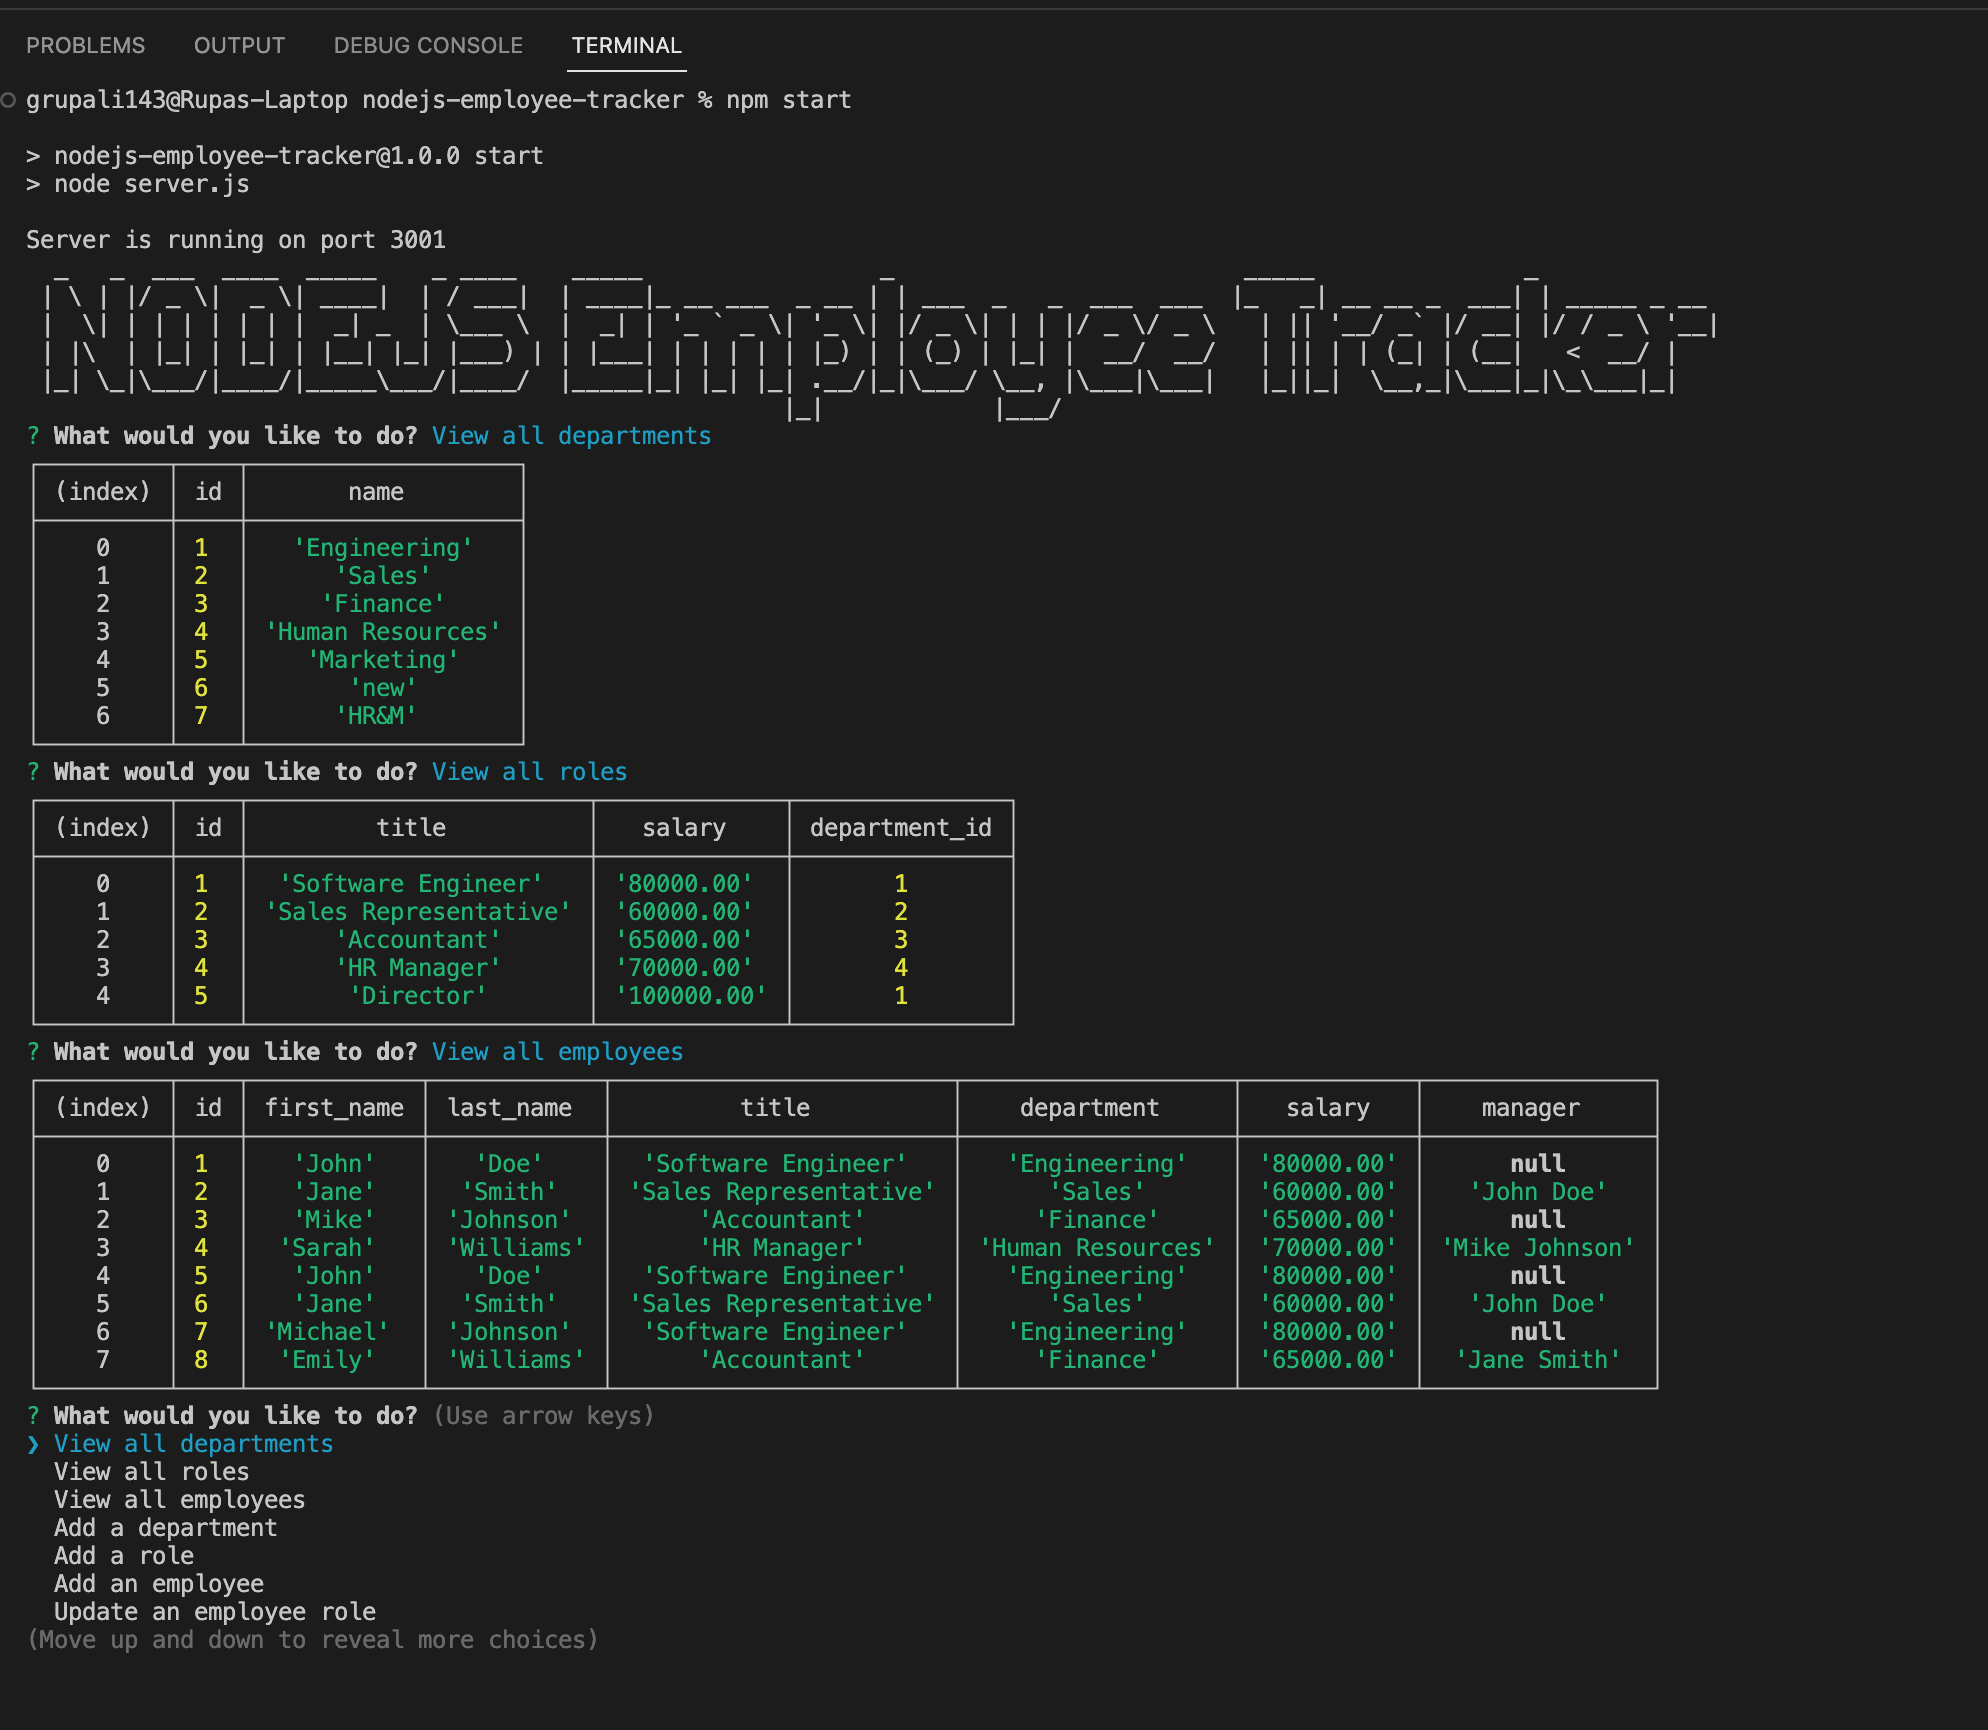 PROBLEMS OUTPUT DEBUG CONSOLE TERMINAL
grupali143@Rupas-Laptop nodejs-employee-tracker % npm start
> nodejs-employee-tracker@1.0.0 start
> node server.js
Server is running on port 3001
NODEJS Employee Tracker
? What would you like to do? View all departments
(index) id name
0 1 'Engineering'
1 2 'Sales'
2 3 'Finance'
3 4 'Human Resources'
4 5 'Marketing'
5 6 'new'
6 7 'HR&M'
? What would you like to do? View all roles
(index) id title salary department_id
0 1 'Software Engineer' '80000.00' 1
1 2 'Sales Representative' '60000.00' 2
2 3 'Accountant' '65000.00' 3
3 4 'HR Manager' '70000.00' 4
4 5 'Director' '100000.00' 1
? What would you like to do? View all employees
(index) id first_name last_name title department salary manager
0 1 'John' 'Doe' 'Software Engineer' 'Engineering' '80000.00' null
1 2 'Jane' 'Smith' 'Sales Representative' 'Sales' '60000.00' 'John Doe'
2 3 'Mike' 'Johnson' 'Accountant' 'Finance' '65000.00' null
3 4 'Sarah' 'Williams' 'HR Manager' 'Human Resources' '70000.00' 'Mike Johnson'
4 5 'John' 'Doe' 'Software Engineer' 'Engineering' '80000.00' null
5 6 'Jane' 'Smith' 'Sales Representative' 'Sales' '60000.00' 'John Doe'
6 7 'Michael' 'Johnson' 'Software Engineer' 'Engineering' '80000.00' null
7 8 'Emily' 'Williams' 'Accountant' 'Finance' '65000.00' 'Jane Smith'
? What would you like to do? (Use arrow keys)
❯ View all departments
View all roles
View all employees
Add a department
Add a role
Add an employee
Update an employee role
(Move up and down to reveal more choices)